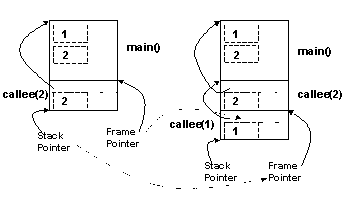 1
2
main()
callee(2)
2
Stack
Pointer
Frame
Pointer
1
2
main()
2
callee(2)
callee(1)
1
Stack
Pointer
Frame
Pointer